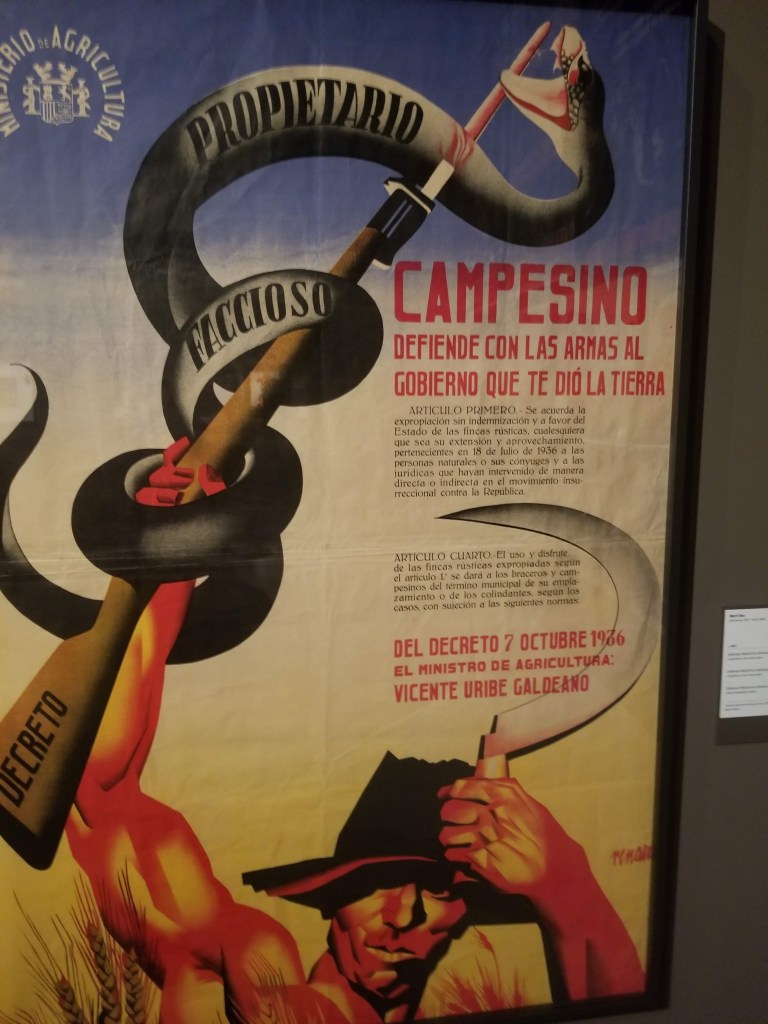 MINISTERIO DE AGRICULTURA
PROPIETARIO
FACCIOSO
CAMPESINO
DEFIENDE CON LAS ARMAS AL
GOBIERNO QUE TE DIÓ LA TIERRA
ARTICULO PRIMERO.- Se acuerda la
expropiación sin indemnización y a favor del
Estado de las fincas rústicas, cualesquiera
que sea su extensión y aprovechamiento,
pertenecientes en 18 de Julio de 1936 a las
personas naturales o sus cónyuges y a las
jurídicas que hayan intervenido de manera
directa o indirecta en el movimiento insu-
rreccional contra la República.
ARTICULO CUARTO.-El uso y disfrute
de las fincas rústicas expropiadas según
el artículo 1.º se dará a los braceros y cam-
pesinos del término municipal de su empla-
zamiento o de los colindantes, según los
casos, con sujeción a las siguientes normas:
DEL DECRETO 7 OCTUBRE 1936
EL MINISTRO DE AGRICULTURA:
VICENTE URIBE GALDEANO
DECRETO